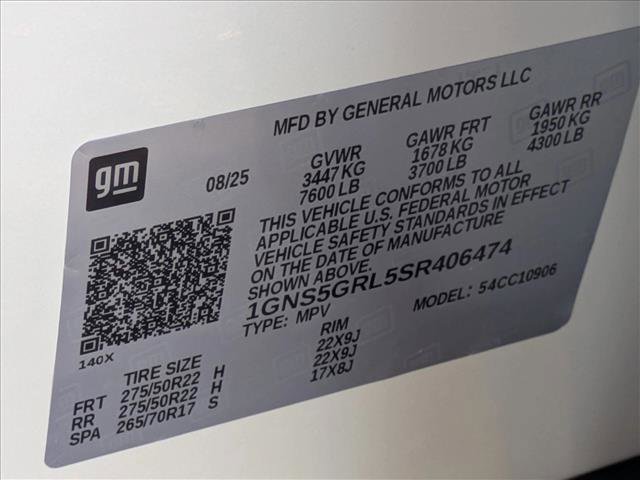 gm
MFD BY GENERAL MOTORS LLC
08/25
GVWR GAWR FRT GAWR RR
3447 KG 1678 KG 1950 KG
7600 LB 3700 LB 4300 LB
THIS VEHICLE CONFORMS TO ALL
APPLICABLE U.S. FEDERAL MOTOR
VEHICLE SAFETY STANDARDS IN EFFECT
ON THE DATE OF MANUFACTURE
SHOWN ABOVE.
1GNS5GRL5SR406474
TYPE: MPV MODEL: 54CC10906
140X
TIRE SIZE RIM
FRT 275/50R22 H 22X9J
RR 275/50R22 H 22X9J
SPA 265/70R17 S 17X8J